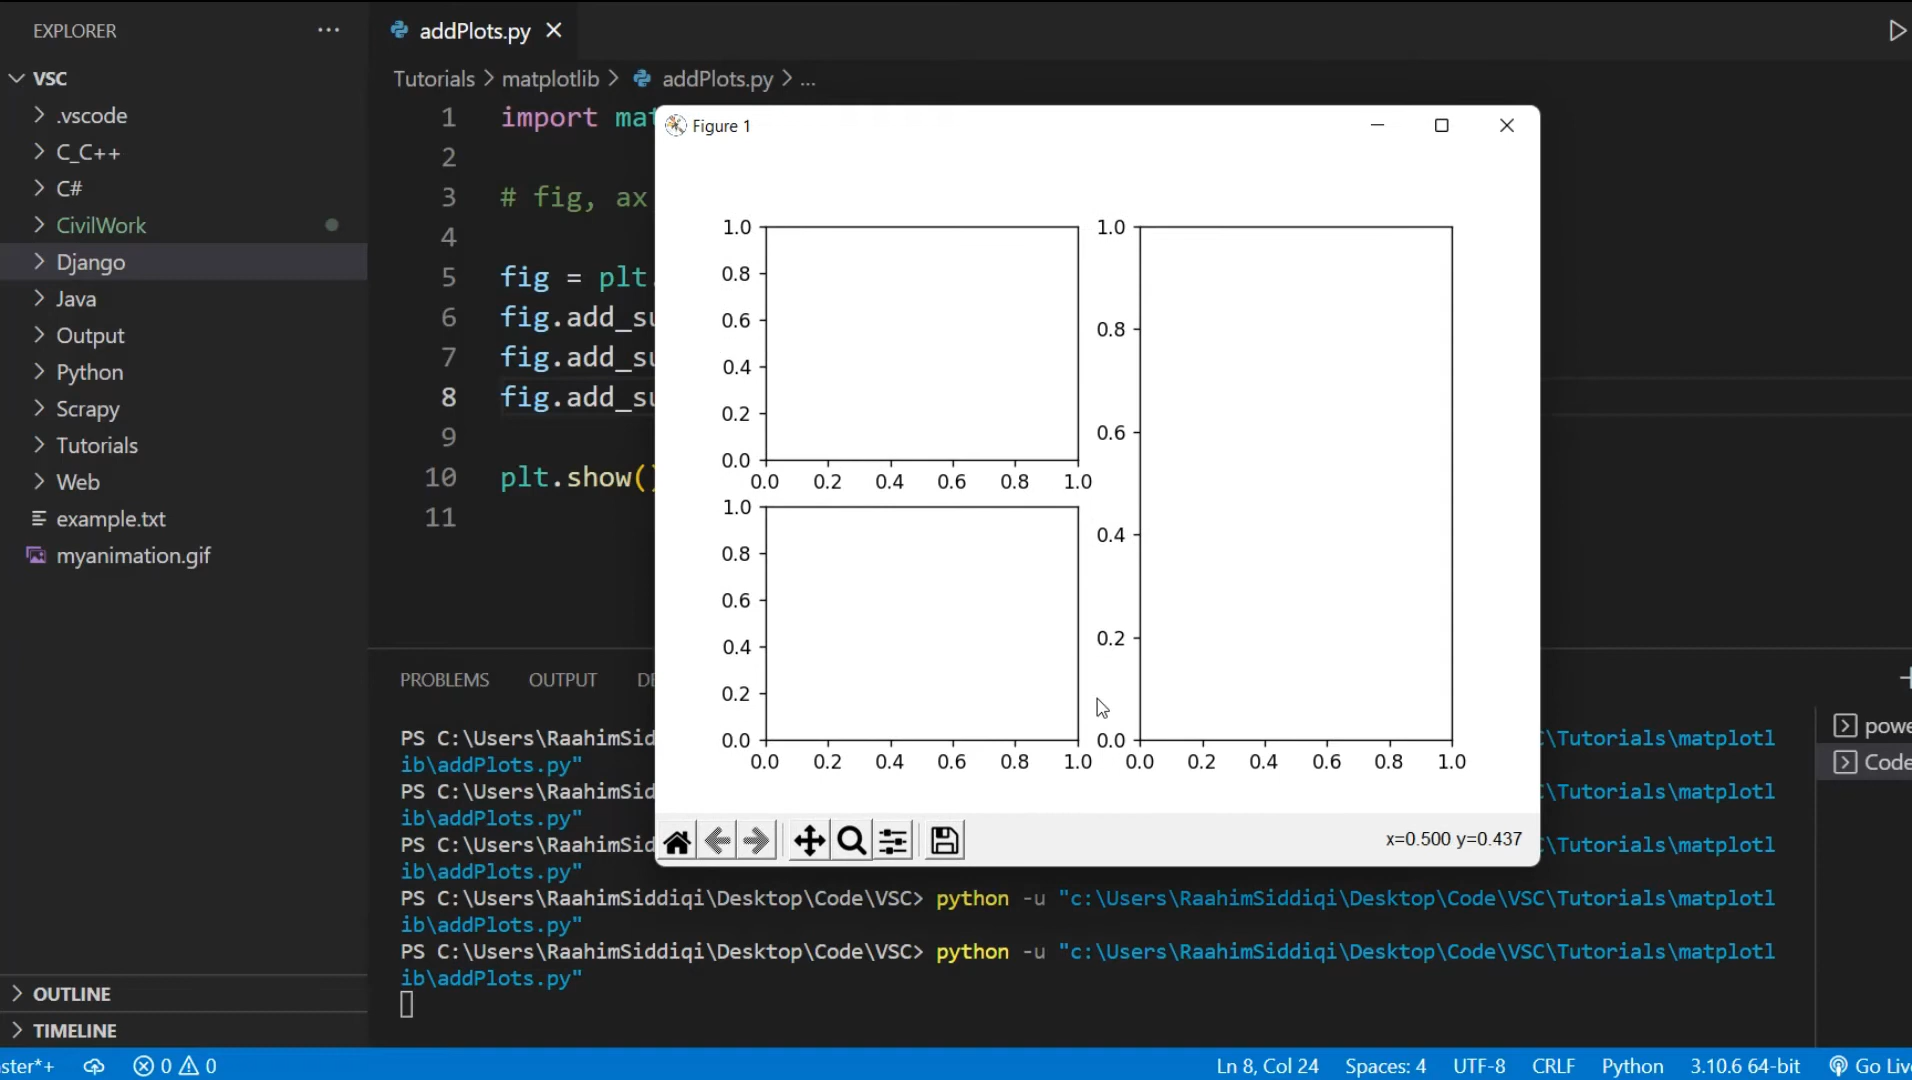 EXPLORER
VSC
.vscode
C_C++
C#
CivilWork
Django
Java
Output
Python
Scrapy
Tutorials
Web
example.txt
myanimation.gif
OUTLINE
TIMELINE
addPlots.py
Tutorials > matplotlib > addPlots.py > ...
1 import mat
2
3 # fig, ax
4
5 fig = plt.
6 fig.add_su
7 fig.add_su
8 fig.add_su
9
10 plt.show()
11
Figure 1
1.0
0.8
0.6
0.4
0.2
0.0
0.0 0.2 0.4 0.6 0.8 1.0
1.0
0.8
0.6
0.4
0.2
0.0
0.0 0.2 0.4 0.6 0.8 1.0
1.0
0.8
0.6
0.4
0.2
0.0
0.0 0.2 0.4 0.6 0.8 1.0
x=0.500 y=0.437
PROBLEMS OUTPUT DE
PS C:\Users\RaahimSid \Tutorials\matplotl
ib\addPlots.py"
PS C:\Users\RaahimSid \Tutorials\matplotl
ib\addPlots.py"
PS C:\Users\RaahimSid \Tutorials\matplotl
ib\addPlots.py"
PS C:\Users\RaahimSiddiqi\Desktop\Code\VSC> python -u "c:\Users\RaahimSiddiqi\Desktop\Code\VSC\Tutorials\matplotl
ib\addPlots.py"
PS C:\Users\RaahimSiddiqi\Desktop\Code\VSC> python -u "c:\Users\RaahimSiddiqi\Desktop\Code\VSC\Tutorials\matplotl
ib\addPlots.py"
powe
Code
ster*+ 0 0 Ln 8, Col 24 Spaces: 4 UTF-8 CRLF Python 3.10.6 64-bit Go Liv